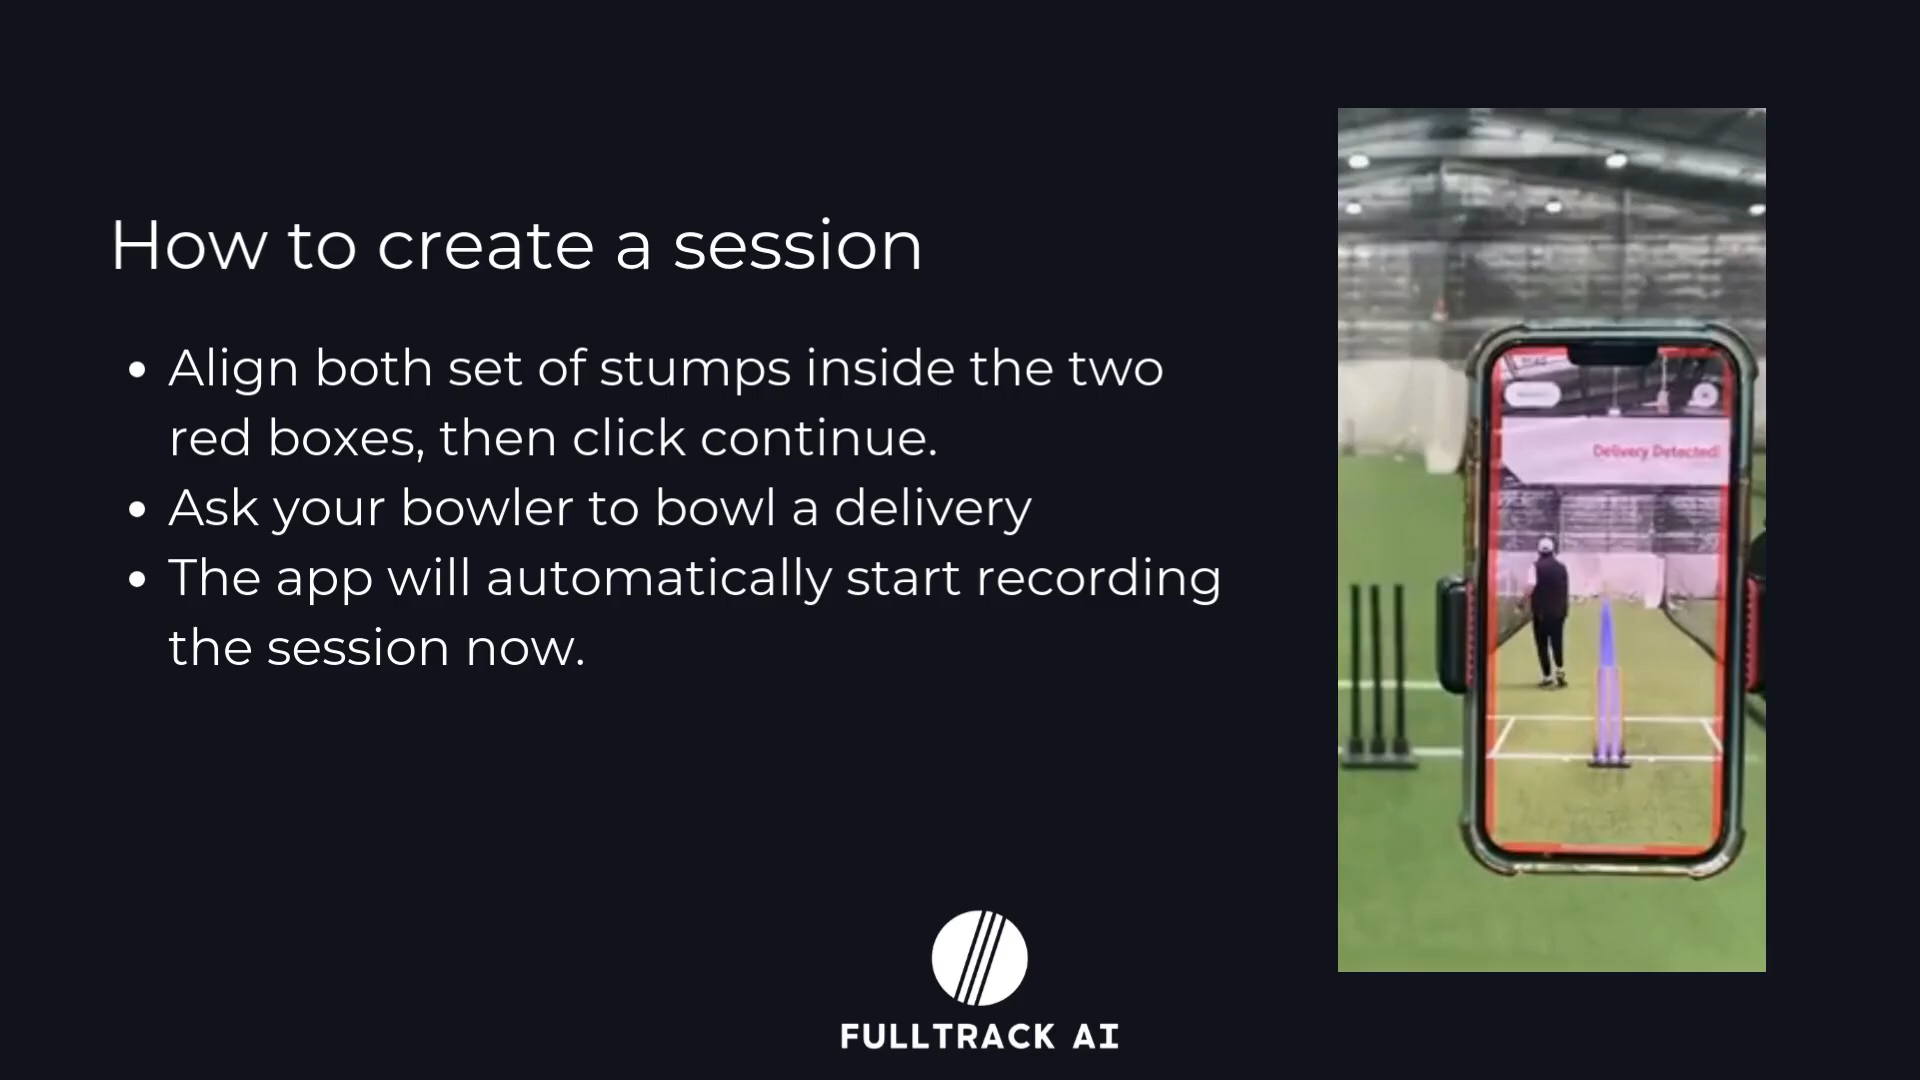 How to create a session
• Align both set of stumps inside the two
red boxes, then click continue.
• Ask your bowler to bowl a delivery
• The app will automatically start recording
the session now.
Delivery Detected!
FULLTRACK AI